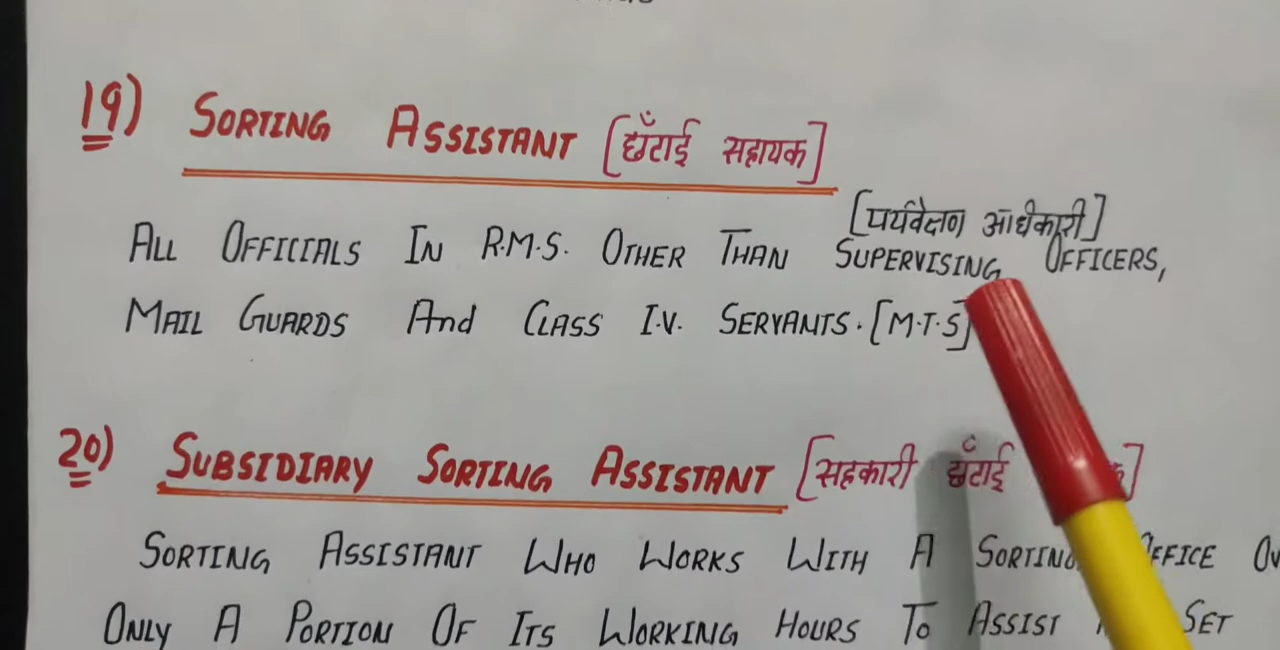 19) SORTING ASSISTANT [छँटाई सहायक]
[पर्यवेक्षण अधिकारी]
ALL OFFICIALS IN R.M.S. OTHER THAN SUPERVISING OFFICERS,
MAIL GUARDS And CLASS I.V. SERVANTS. [M.T.S]
20) SUBSIDIARY SORTING ASSISTANT [सहकारी छँटाई
SORTING ASSISTANT WHO WORKS WITH A SORTING OFFICE
ONLY A PORTION OF ITS WORKING HOURS TO ASSIST SET